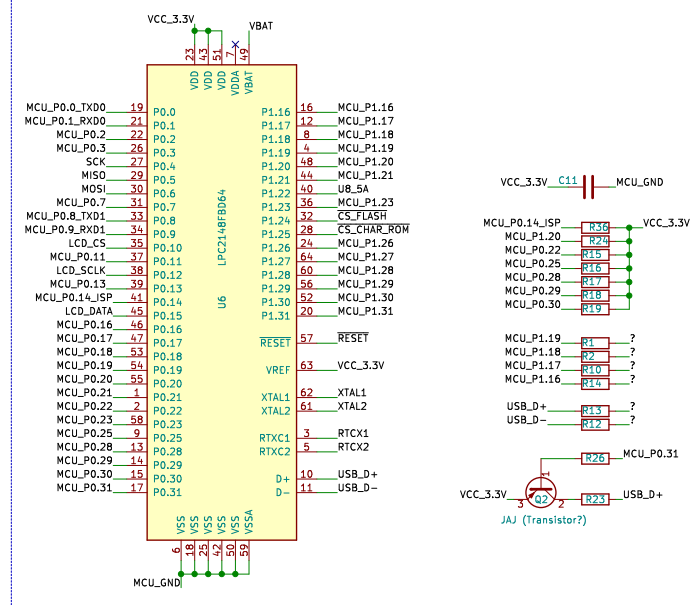 VCC_3.3V
VBAT
23 43 51 7 49
VDD VDD VDD VDDA VBAT
MCU_P0.0_TXD0 19 P0.0
MCU_P0.1_RXD0 21 P0.1
MCU_P0.2 22 P0.2
MCU_P0.3 26 P0.3
SCK 27 P0.4
MISO 29 P0.5
MOSI 30 P0.6
MCU_P0.7 31 P0.7
MCU_P0.8_TXD1 33 P0.8
MCU_P0.9_RXD1 34 P0.9
LCD_CS 35 P0.10
MCU_P0.11 37 P0.11
LCD_SCLK 38 P0.12
MCU_P0.13 39 P0.13
MCU_P0.14_ISP 41 P0.14
LCD_DATA 45 P0.15
MCU_P0.16 46 P0.16
MCU_P0.17 47 P0.17
MCU_P0.18 53 P0.18
MCU_P0.19 54 P0.19
MCU_P0.20 55 P0.20
MCU_P0.21 1 P0.21
MCU_P0.22 2 P0.22
MCU_P0.23 58 P0.23
MCU_P0.25 9 P0.25
MCU_P0.28 13 P0.28
MCU_P0.29 14 P0.29
MCU_P0.30 15 P0.30
MCU_P0.31 17 P0.31
LPC2148FBD64
U6
P1.16 16 MCU_P1.16
P1.17 12 MCU_P1.17
P1.18 8 MCU_P1.18
P1.19 4 MCU_P1.19
P1.20 48 MCU_P1.20
P1.21 44 MCU_P1.21
P1.22 40 U8_5A
P1.23 36 MCU_P1.23
P1.24 32 CS_FLASH
P1.25 28 CS_CHAR_ROM
P1.26 24 MCU_P1.26
P1.27 64 MCU_P1.27
P1.28 60 MCU_P1.28
P1.29 56 MCU_P1.29
P1.30 52 MCU_P1.30
P1.31 20 MCU_P1.31
RESET 57 RESET
VREF 63 VCC_3.3V
XTAL1 62 XTAL1
XTAL2 61 XTAL2
RTXC1 3 RTCX1
RTXC2 5 RTCX2
D+ 10 USB_D+
D- 11 USB_D-
VSS VSS VSS VSS VSS VSSA
6 18 25 42 50 59
MCU_GND
VCC_3.3V C11 MCU_GND
MCU_P0.14_ISP R36 VCC_3.3V
MCU_P1.20 R24
MCU_P0.22 R15
MCU_P0.25 R16
MCU_P0.28 R17
MCU_P0.29 R18
MCU_P0.30 R19
MCU_P1.19 R1 ?
MCU_P1.18 R2 ?
MCU_P1.17 R10 ?
MCU_P1.16 R14 ?
USB_D+ R13 ?
USB_D- R12 ?
R26 MCU_P0.31
1
VCC_3.3V 3 Q2 2 R23 USB_D+
JAJ (Transistor?)